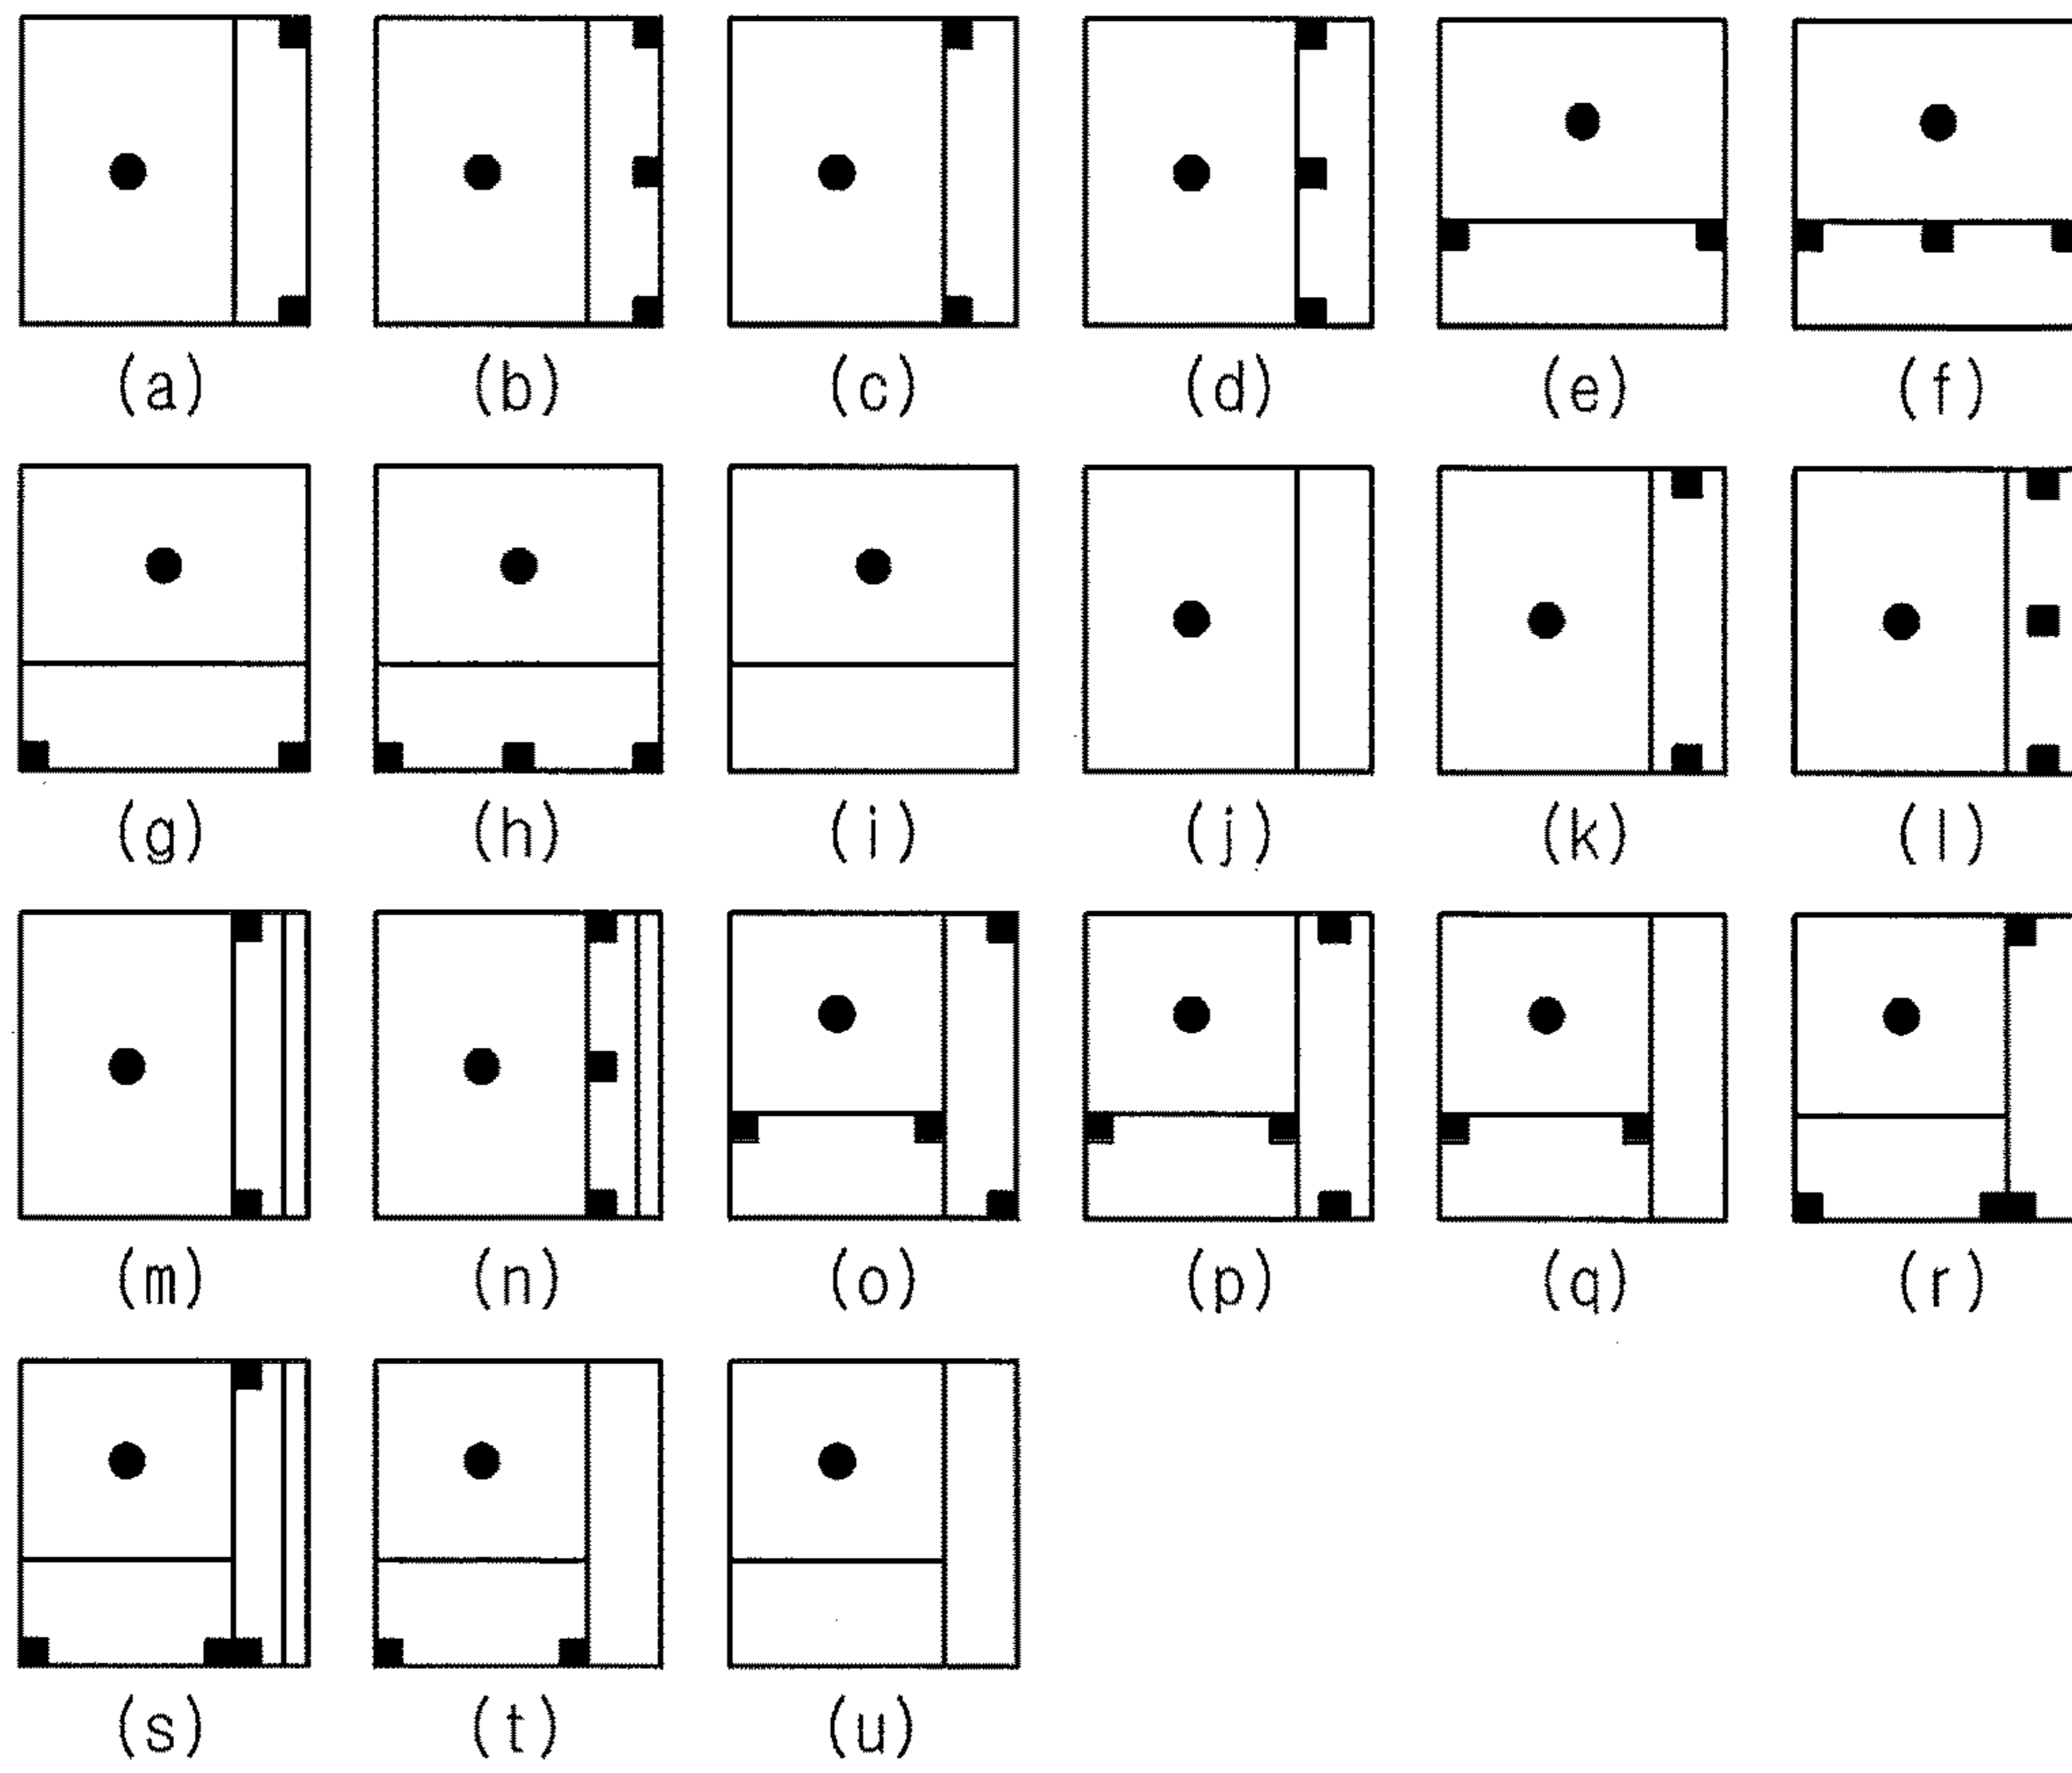 (a) (b) (c) (d) (e) (f)
(g) (h) (i) (j) (k) (l)
(m) (n) (o) (p) (q) (r)
(s) (t) (u)